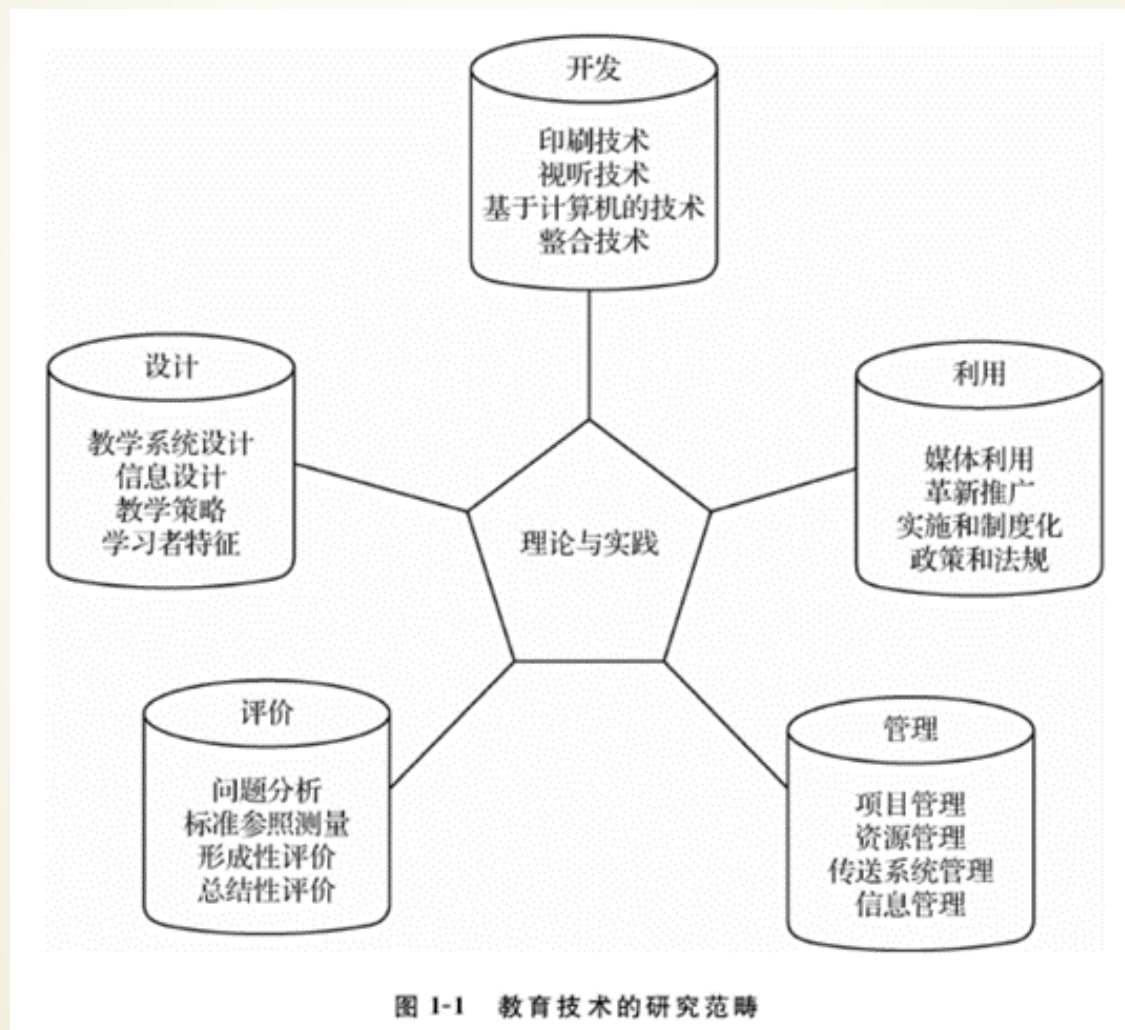 开发
印刷技术
视听技术
基于计算机的技术
整合技术
设计
教学系统设计
信息设计
教学策略
学习者特征
利用
媒体利用
革新推广
实施和制度化
政策和法规
理论与实践
评价
问题分析
标准参照测量
形成性评价
总结性评价
管理
项目管理
资源管理
传送系统管理
信息管理
图 1-1 教育技术的研究范畴